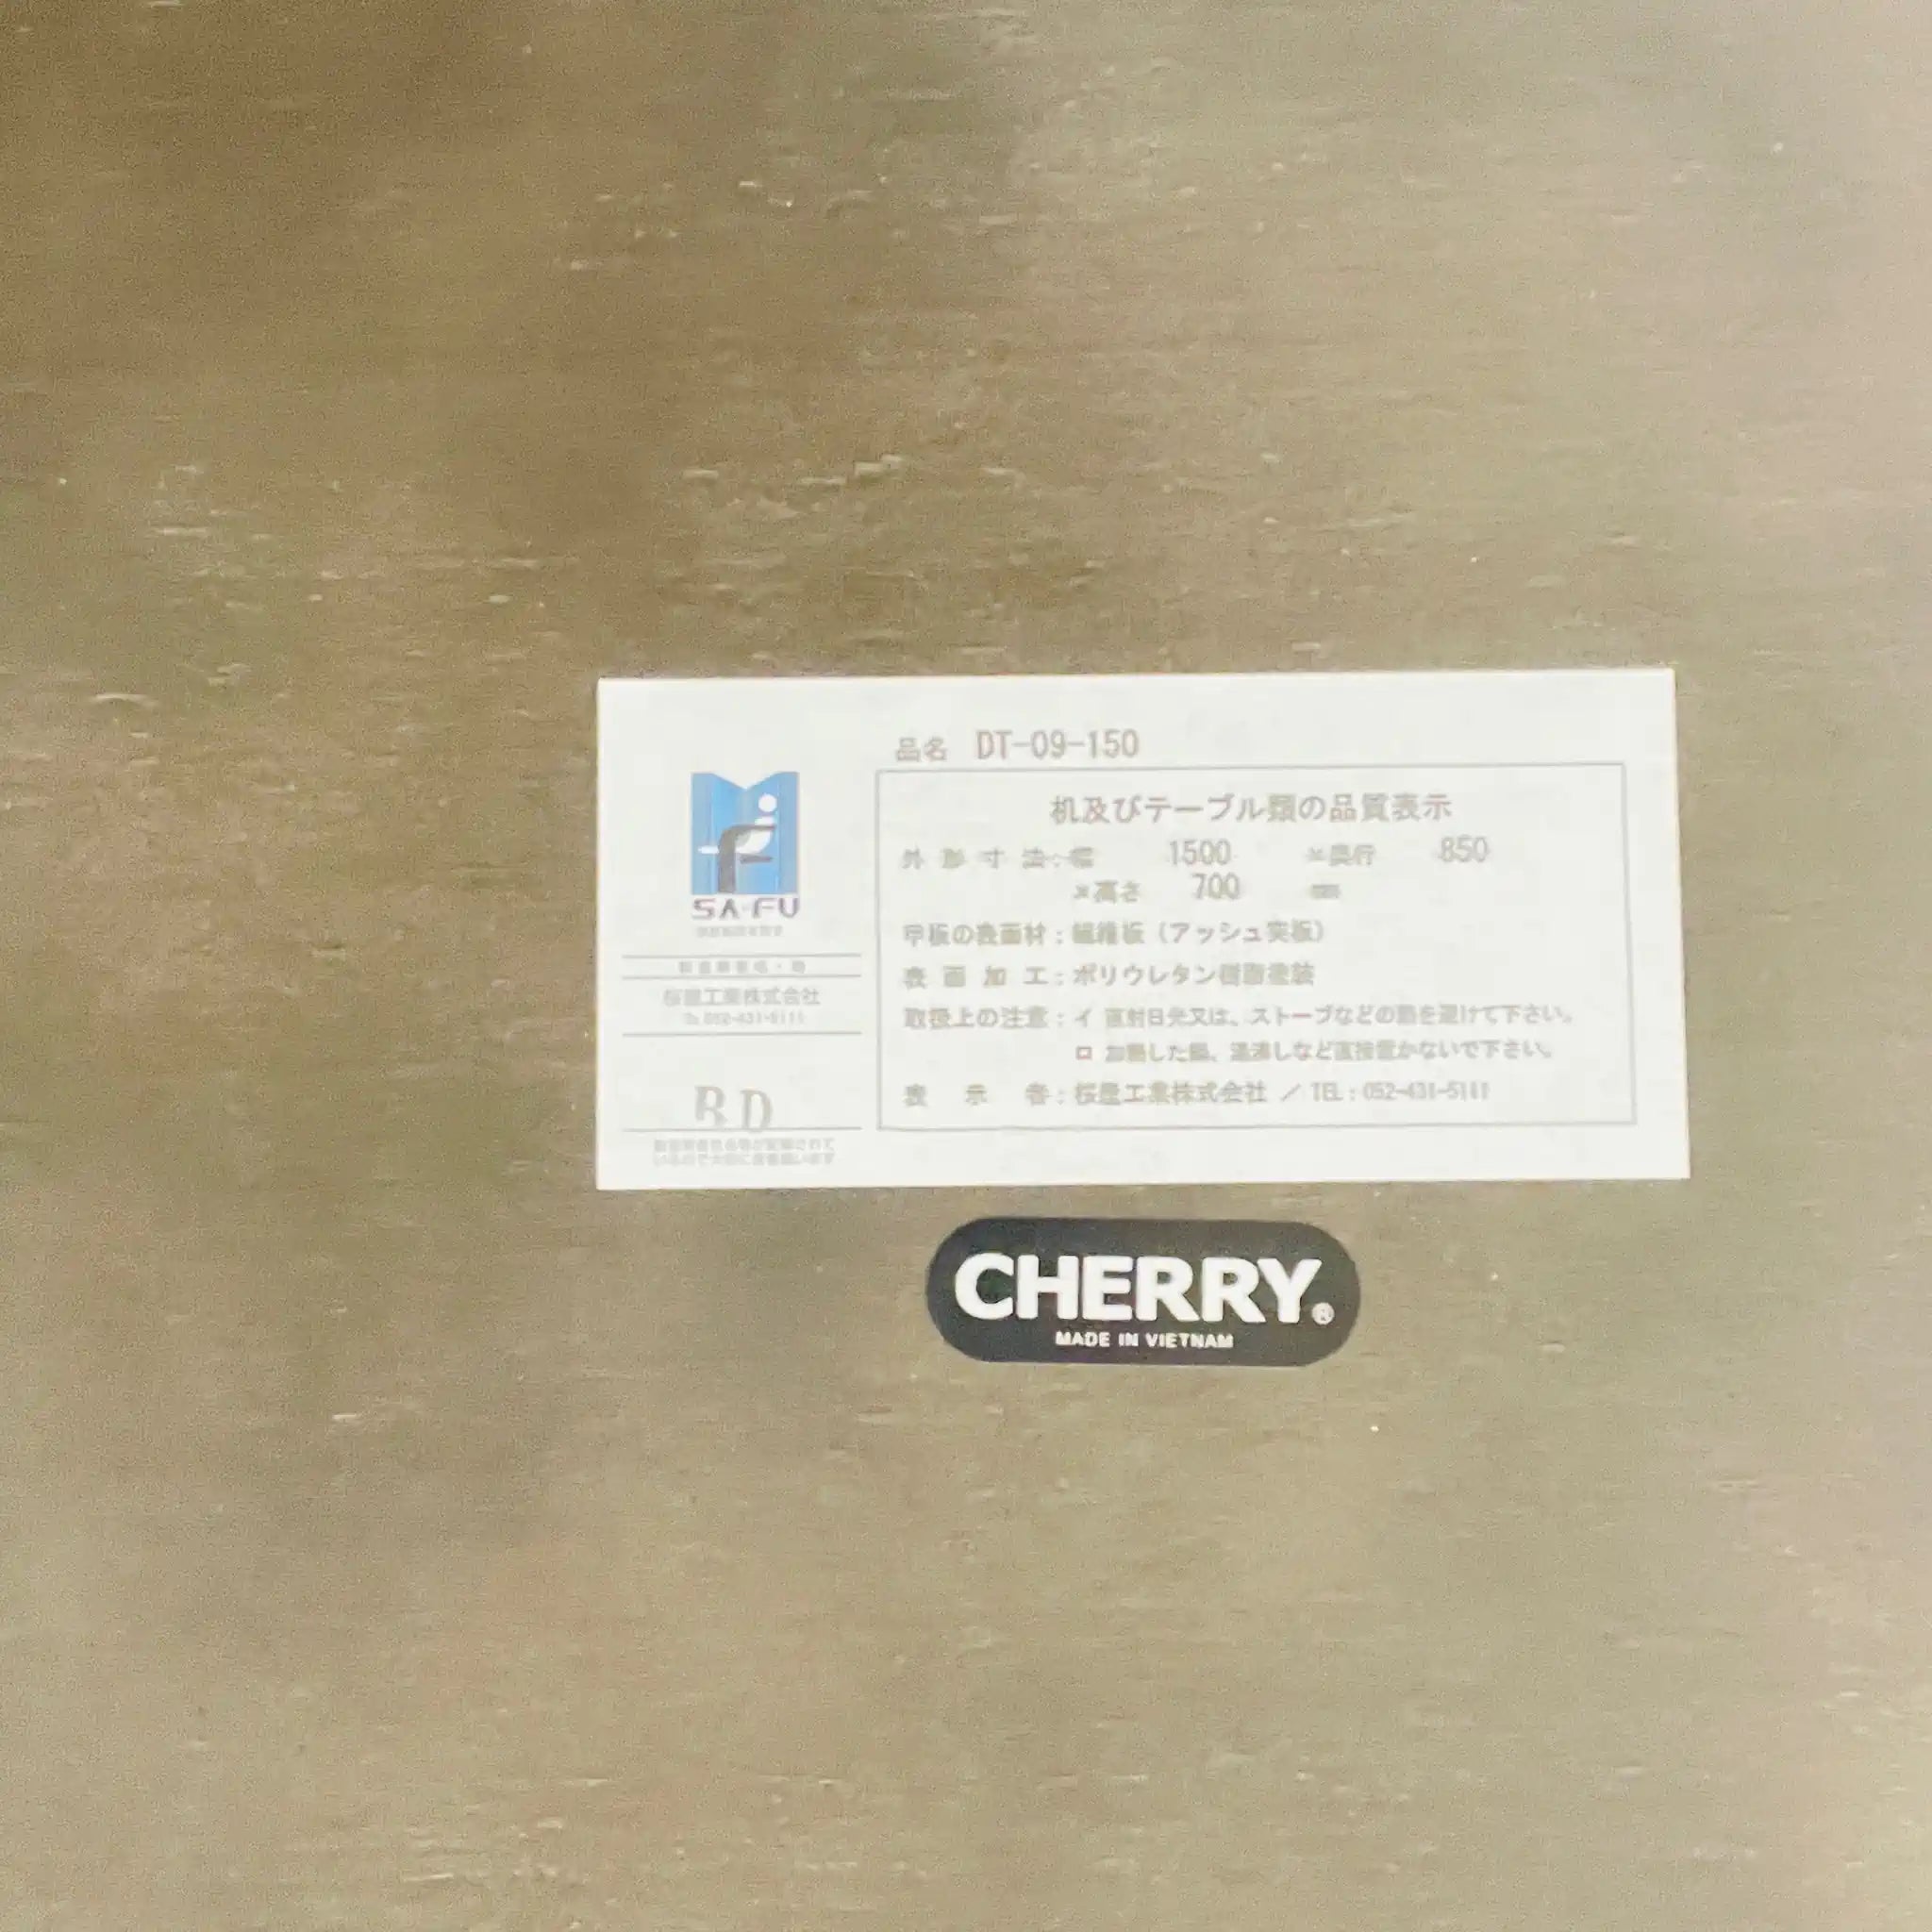 品名 DT-09-150
机及びテーブル類の品質表示
外形寸法:幅 1500 ×奥行 850
×高さ 700 mm
甲板の表面材:繊維板(アッシュ突板)
表面加工:ポリウレタン樹脂塗装
取扱上の注意:イ 直射日光又は、ストーブなどの熱を避けて下さい。
ロ 加熱した鍋、湯沸しなど直接置かないで下さい。
表示者:桜屋工業株式会社 / TEL:052-431-5111
SA・FU
桜屋工業株式会社
TEL 052-431-5111
CHERRY®
MADE IN VIETNAM